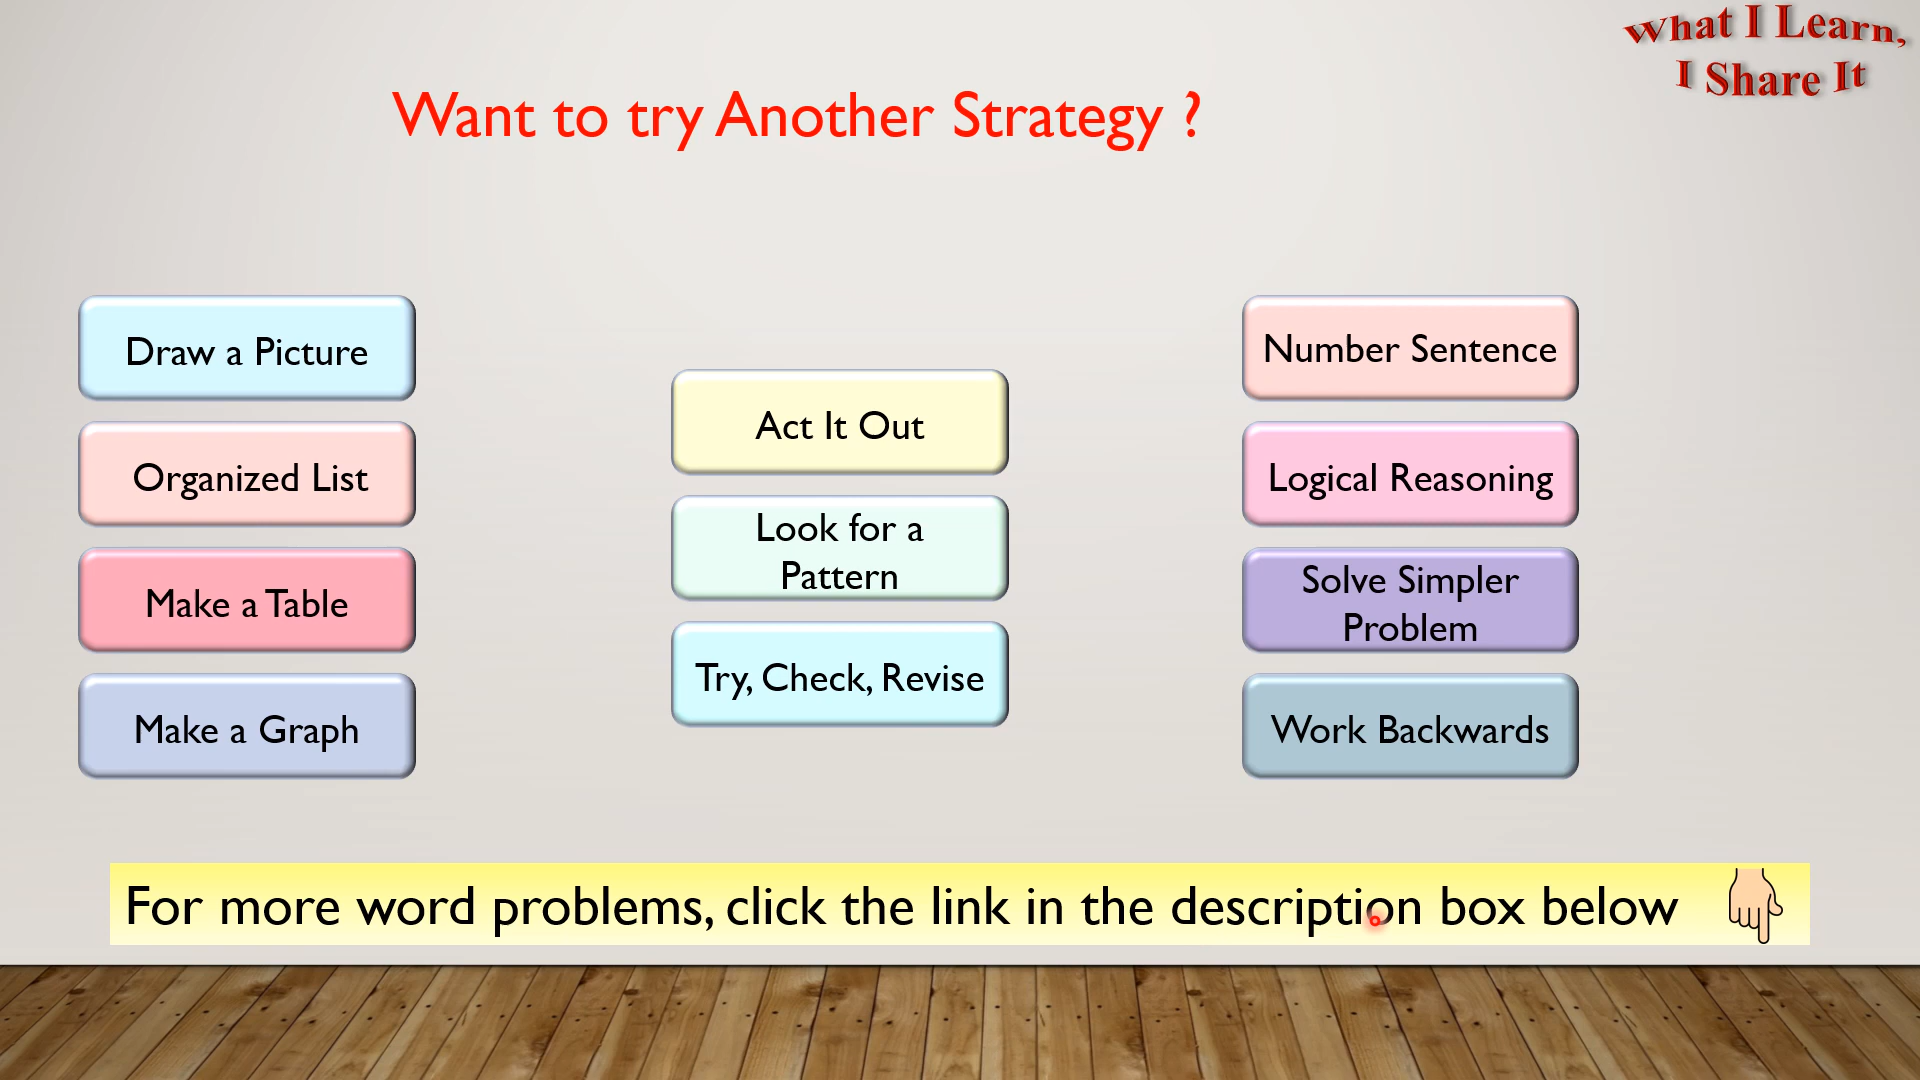 What I Learn,
I Share It
Want to try Another Strategy ?
Draw a Picture
Organized List
Make a Table
Make a Graph
Act It Out
Look for a
Pattern
Try, Check, Revise
Number Sentence
Logical Reasoning
Solve Simpler
Problem
Work Backwards
For more word problems, click the link in the description box below